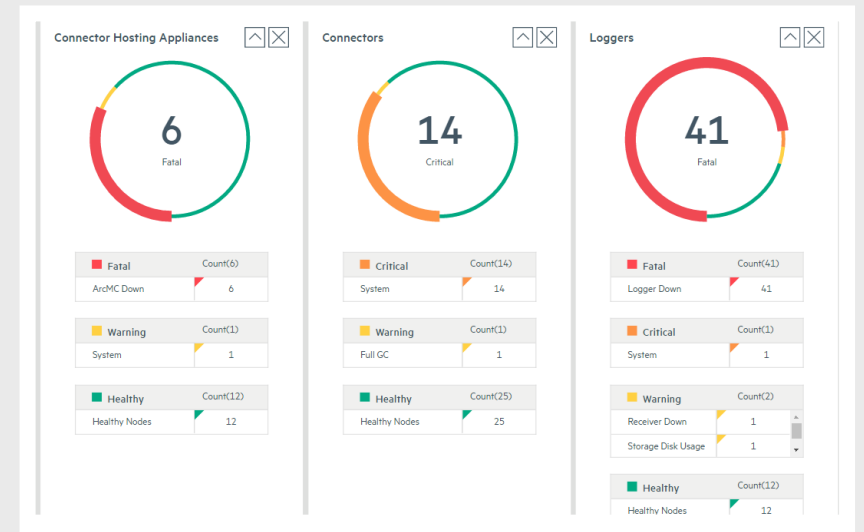 Connector Hosting Appliances
6
Fatal
Fatal Count(6)
ArcMC Down 6
Warning Count(1)
System 1
Healthy Count(12)
Healthy Nodes 12
Connectors
14
Critical
Critical Count(14)
System 14
Warning Count(1)
Full GC 1
Healthy Count(25)
Healthy Nodes 25
Loggers
41
Fatal
Fatal Count(41)
Logger Down 41
Critical Count(1)
System 1
Warning Count(2)
Receiver Down 1
Storage Disk Usage 1
Healthy Count(12)
Healthy Nodes 12